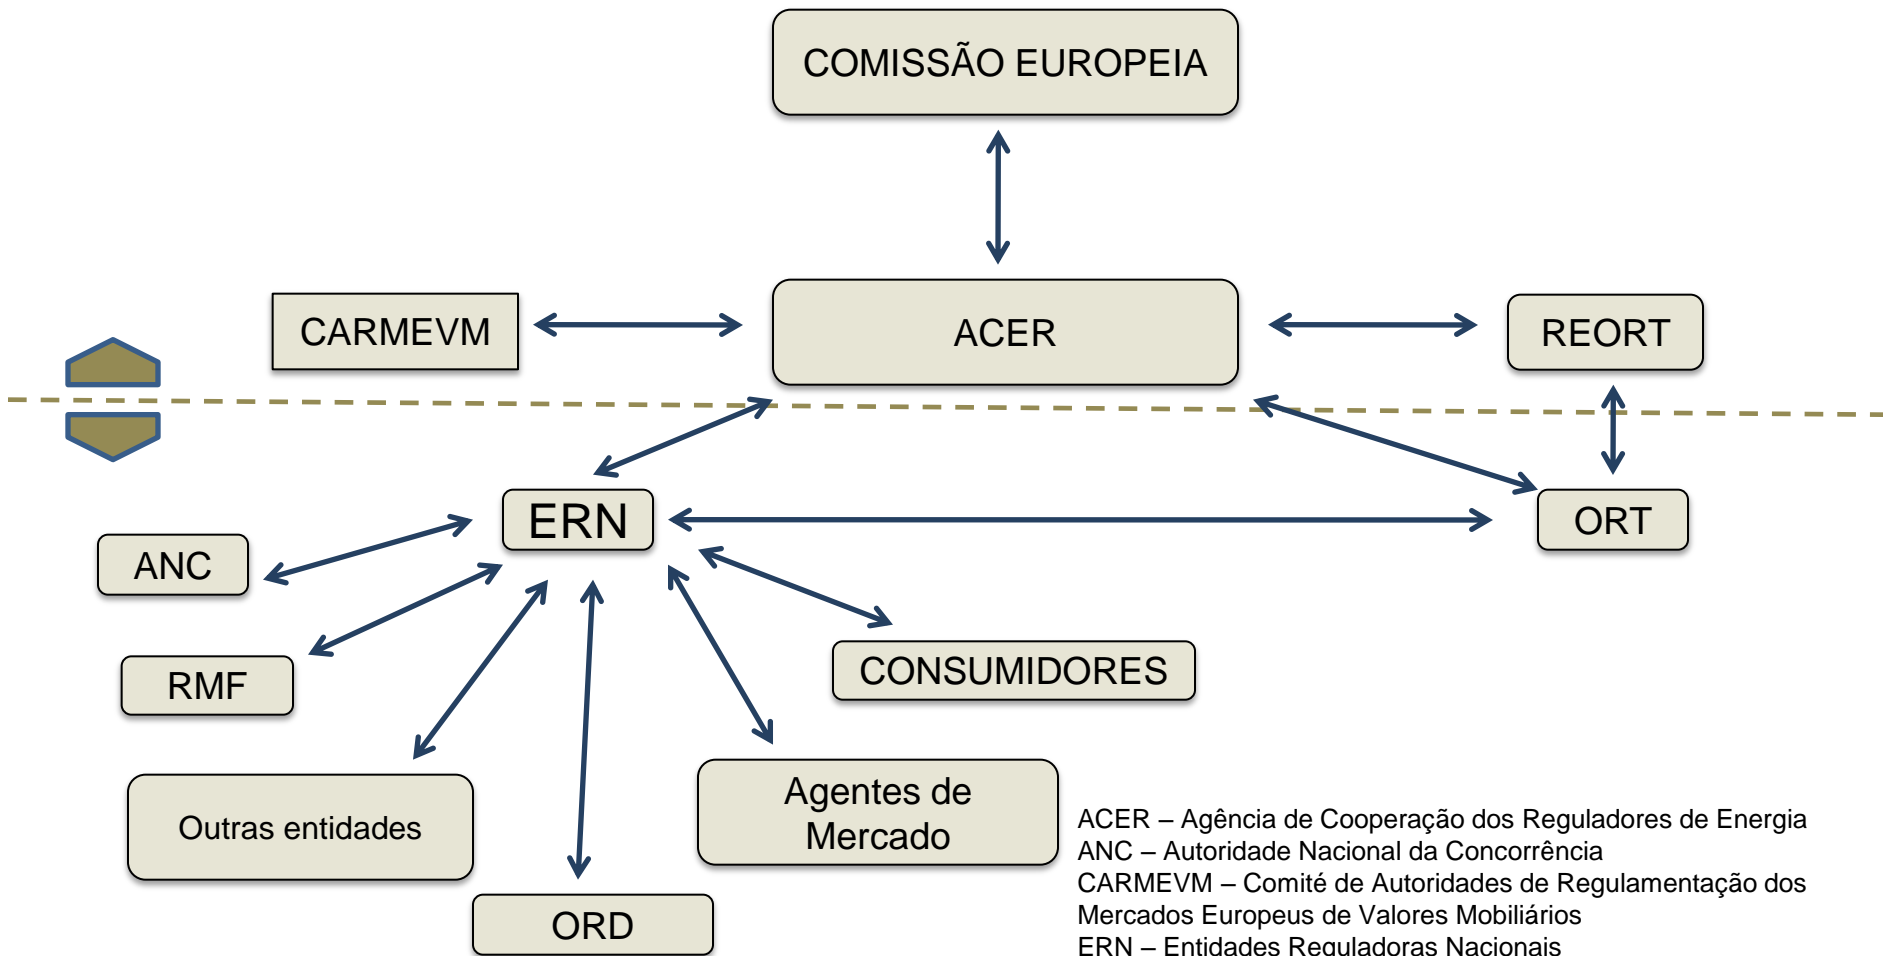 COMISSÃO EUROPEIA
CARMEVM
ACER
REORT
ERN
ORT
ANC
RMF
CONSUMIDORES
Outras entidades
Agentes de
Mercado
ORD
ACER – Agência de Cooperação dos Reguladores de Energia
ANC – Autoridade Nacional da Concorrência
CARMEVM – Comité de Autoridades de Regulamentação dos
Mercados Europeus de Valores Mobiliários
ERN – Entidades Reguladoras Nacionais